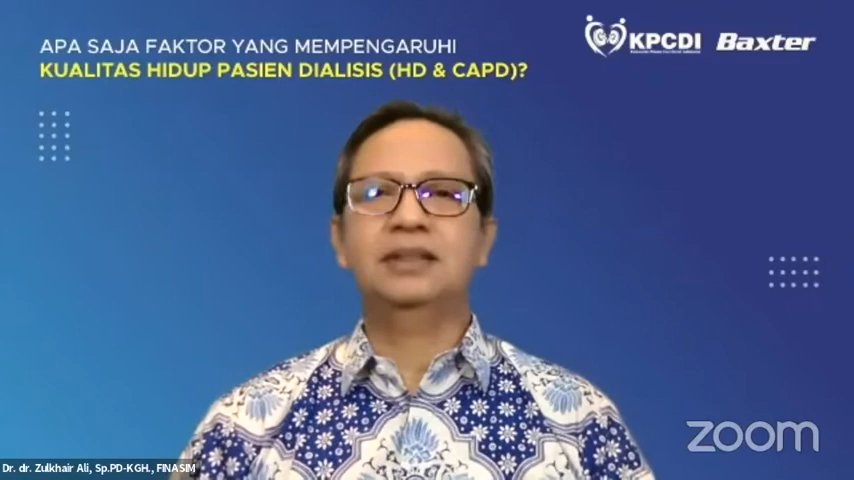 APA SAJA FAKTOR YANG MEMPENGARUHI
KUALITAS HIDUP PASIEN DIALISIS (HD & CAPD)?
KPCDI
Baxter
zoom
Dr. dr. Zulkhair Ali, Sp.PD-KGH., FINASIM